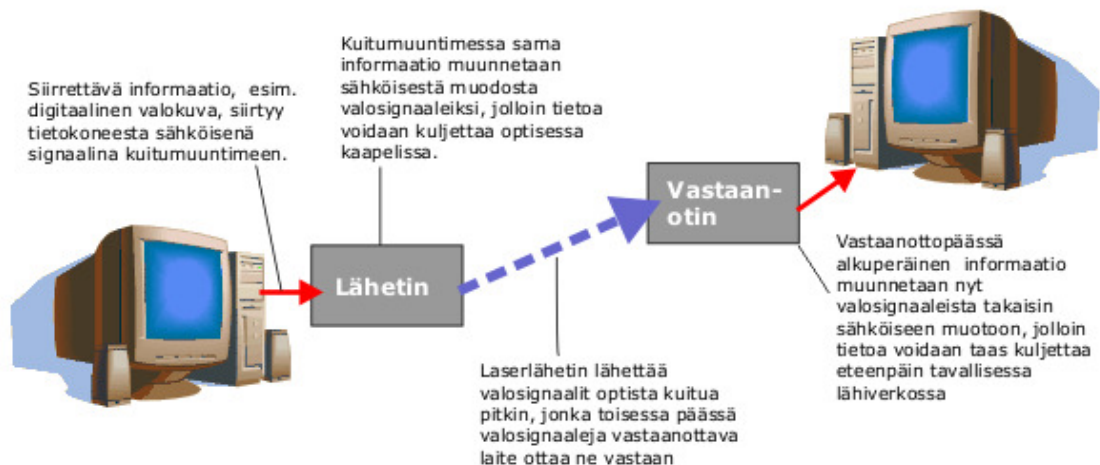 Siirrettävä informaatio, esim.
digitaalinen valokuva, siirtyy
tietokoneesta sähköisenä
signaalina kuitumuuntimeen.
Kuitumuuntimessa sama
informaatio muunnetaan
sähköisestä muodosta
valosignaaleiksi, jolloin tietoa
voidaan kuljettaa optisessa
kaapelissa.
Lähetin
Laserlähetin lähettää
valosignaalit optista kuitua
pitkin, jonka toisessa päässä
valosignaaleja vastaanottava
laite ottaa ne vastaan
Vastaan-
otin
Vastaanottopäässä
alkuperäinen informaatio
muunnetaan nyt
valosignaaleista takaisin
sähköiseen muotoon, jolloin
tietoa voidaan taas kuljettaa
eteenpäin tavallisessa
lähiverkossa